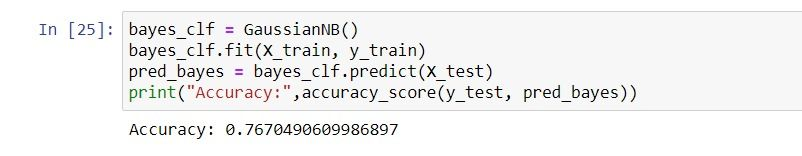 In [25]: bayes_clf = GaussianNB()
bayes_clf.fit(X_train, y_train)
pred_bayes = bayes_clf.predict(X_test)
print("Accuracy:",accuracy_score(y_test, pred_bayes))
Accuracy: 0.7670490609986897